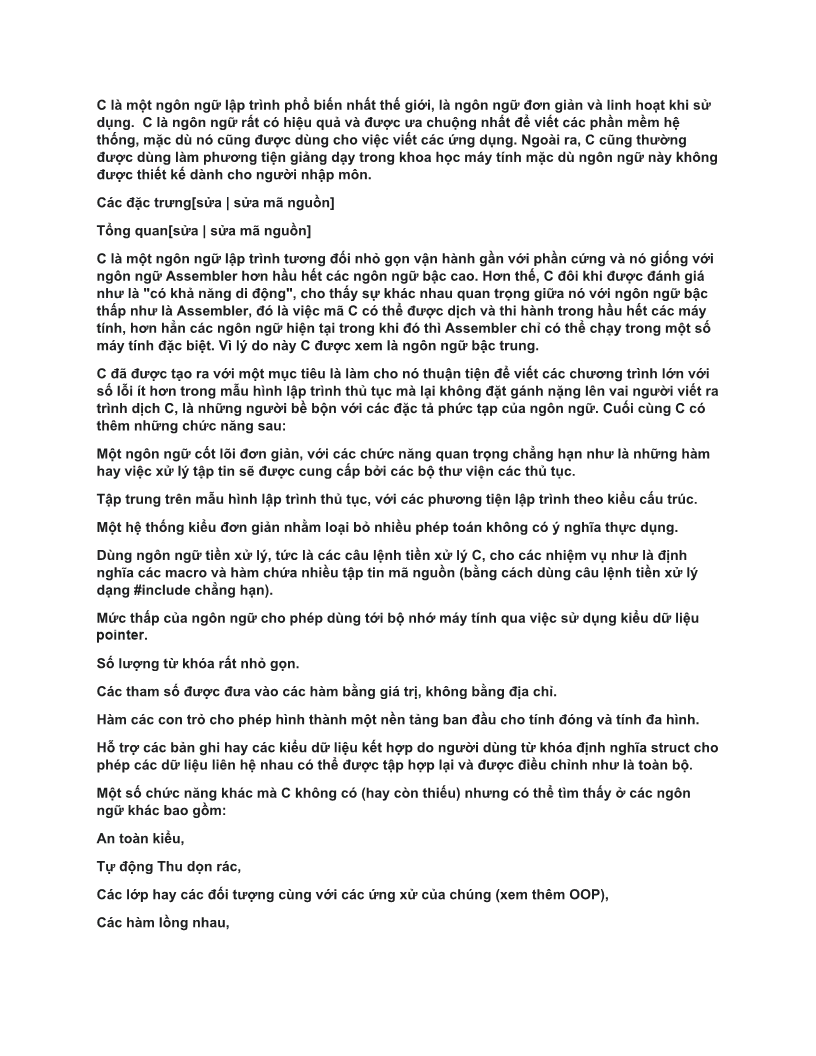 C là một ngôn ngữ lập trình phổ biến nhất thế giới, là ngôn ngữ đơn giản và linh hoạt khi sử
dụng.  C là ngôn ngữ rất có hiệu quả và được ưa chuộng nhất để viết các phần mềm hệ
thống, mặc dù nó cũng được dùng cho việc viết các ứng dụng. Ngoài ra, C cũng thường
được dùng làm phương tiện giảng dạy trong khoa học máy tính mặc dù ngôn ngữ này không
được thiết kế dành cho người nhập môn.
Các đặc trưng[sửa | sửa mã nguồn]
Tổng quan[sửa | sửa mã nguồn]
C là một ngôn ngữ lập trình tương đối nhỏ gọn vận hành gần với phần cứng và nó giống với
ngôn ngữ Assembler hơn hầu hết các ngôn ngữ bậc cao. Hơn thế, C đôi khi được đánh giá
như là "có khả năng di động", cho thấy sự khác nhau quan trọng giữa nó với ngôn ngữ bậc
thấp như là Assembler, đó là việc mã C có thể được dịch và thi hành trong hầu hết các máy
tính, hơn hẳn các ngôn ngữ hiện tại trong khi đó thì Assembler chỉ có thể chạy trong một số
máy tính đặc biệt. Vì lý do này C được xem là ngôn ngữ bậc trung.
C đã được tạo ra với một mục tiêu là làm cho nó thuận tiện để viết các chương trình lớn với
số lỗi ít hơn trong mẫu hình lập trình thủ tục mà lại không đặt gánh nặng lên vai người viết ra
trình dịch C, là những người bề bộn với các đặc tả phức tạp của ngôn ngữ. Cuối cùng C có
thêm những chức năng sau:
Một ngôn ngữ cốt lõi đơn giản, với các chức năng quan trọng chẳng hạn như là những hàm
hay việc xử lý tập tin sẽ được cung cấp bởi các bộ thư viện các thủ tục.
Tập trung trên mẫu hình lập trình thủ tục, với các phương tiện lập trình theo kiểu cấu trúc.
Một hệ thống kiểu đơn giản nhằm loại bỏ nhiều phép toán không có ý nghĩa thực dụng.
Dùng ngôn ngữ tiền xử lý, tức là các câu lệnh tiền xử lý C, cho các nhiệm vụ như là định
nghĩa các macro và hàm chứa nhiều tập tin mã nguồn (bằng cách dùng câu lệnh tiền xử lý
dạng #include chẳng hạn).
Mức thấp của ngôn ngữ cho phép dùng tới bộ nhớ máy tính qua việc sử dụng kiểu dữ liệu
pointer.
Số lượng từ khóa rất nhỏ gọn.
Các tham số được đưa vào các hàm bằng giá trị, không bằng địa chỉ.
Hàm các con trỏ cho phép hình thành một nền tảng ban đầu cho tính đóng và tính đa hình.
Hỗ trợ các bản ghi hay các kiểu dữ liệu kết hợp do người dùng từ khóa định nghĩa struct cho
phép các dữ liệu liên hệ nhau có thể được tập hợp lại và được điều chỉnh như là toàn bộ.
Một số chức năng khác mà C không có (hay còn thiếu) nhưng có thể tìm thấy ở các ngôn
ngữ khác bao gồm:
An toàn kiểu,
Tự động Thu dọn rác,
Các lớp hay các đối tượng cùng với các ứng xử của chúng (xem thêm OOP),
Các hàm lồng nhau,